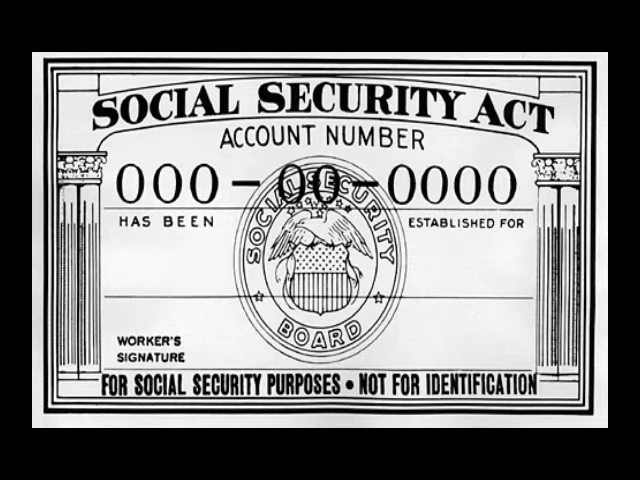 SOCIAL SECURITY ACT
ACCOUNT NUMBER
000-00-0000
HAS BEEN ESTABLISHED FOR
SOCIAL SECURITY
BOARD
WORKER'S
SIGNATURE
FOR SOCIAL SECURITY PURPOSES • NOT FOR IDENTIFICATION